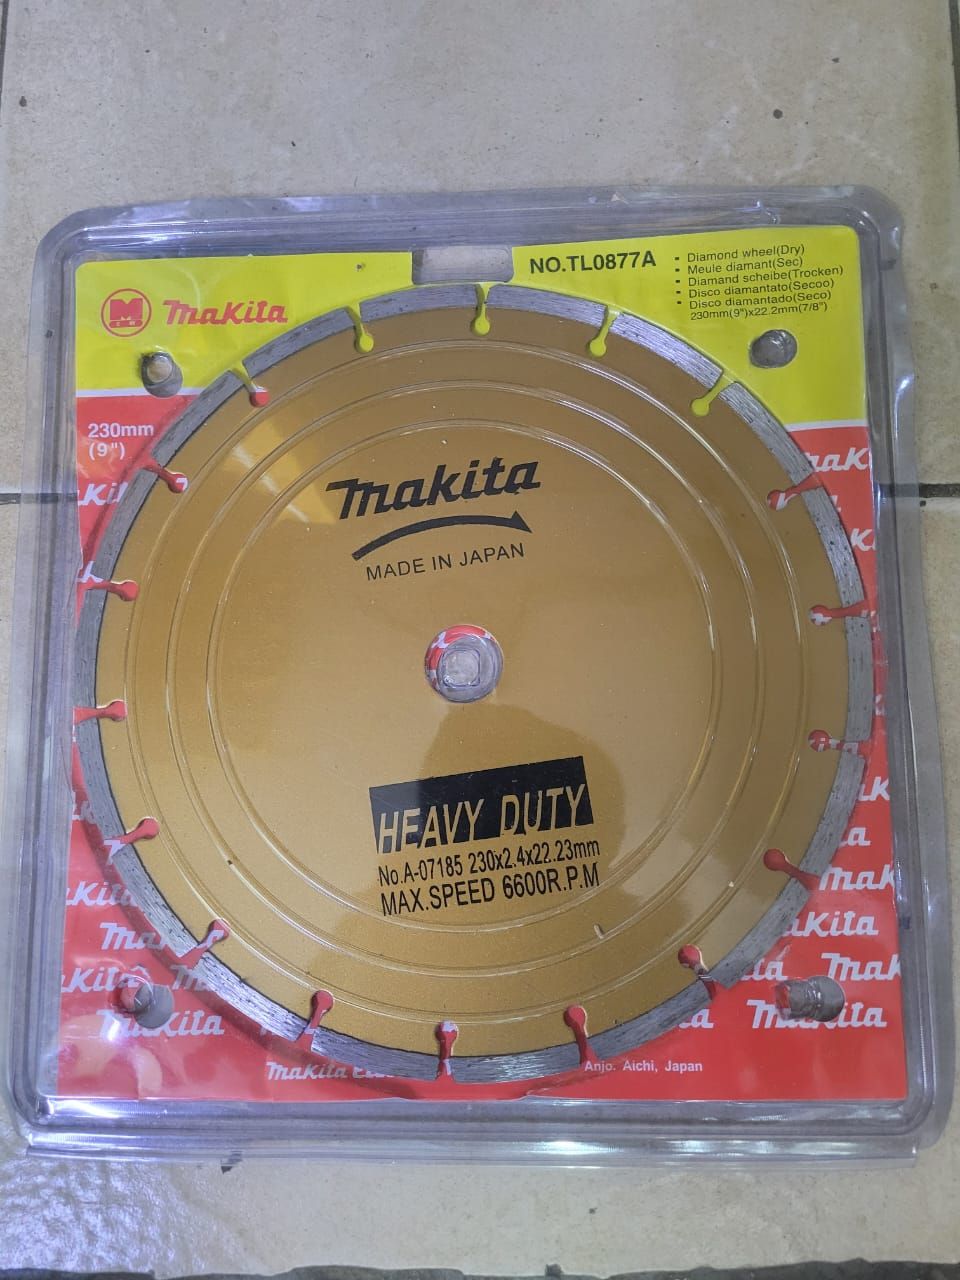 NO.TL0877A
Diamond wheel(Dry)
Meule diamant(Sec)
Diamand scheibe(Trocken)
Disco diamantato(Secoo)
Disco diamantado(Seco)
230mm(9")x22.2mm(7/8")
M
makita
230mm
(9")
makita
MADE IN JAPAN
HEAVY DUTY
No.A-07185 230x2.4x22.23mm
MAX.SPEED 6600R.P.M
makita
makita
Makita
Anjo. Aichi, Japan